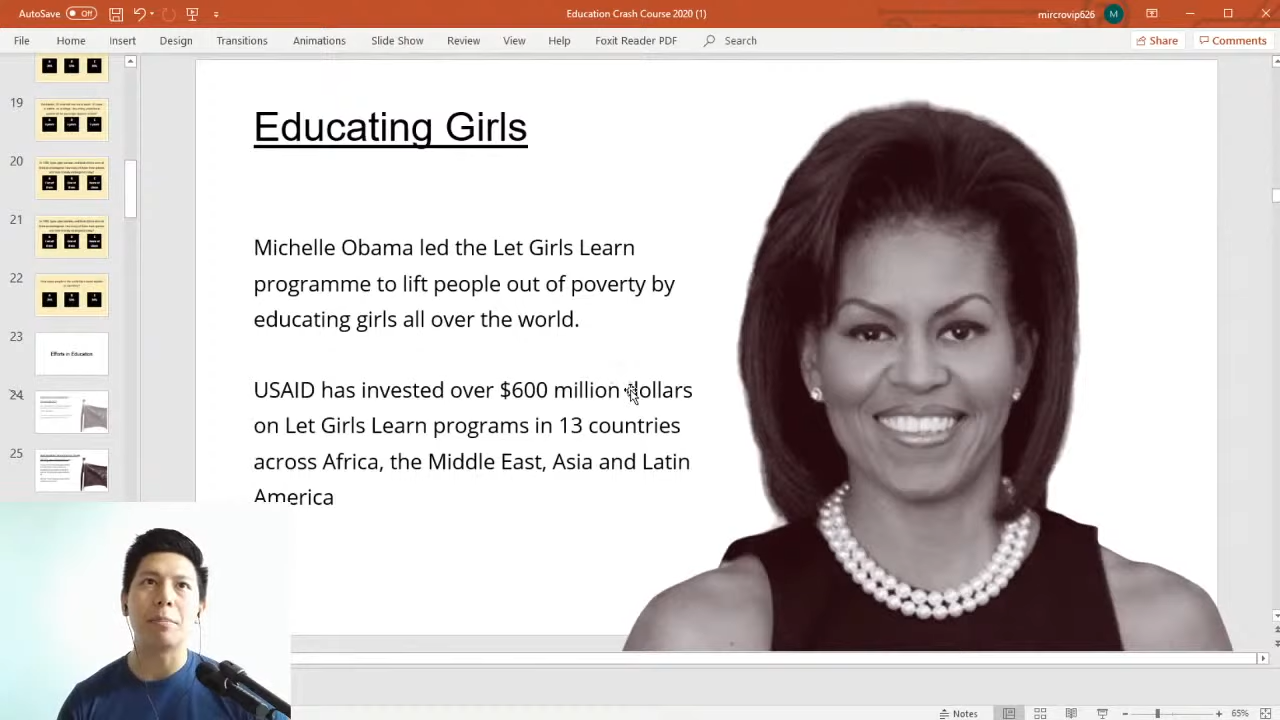 AutoSave Off Education Crash Course 2020 (1) mircrovip626 M
File Home Insert Design Transitions Animations Slide Show Review View Help Foxit Reader PDF Search Share Comments
19
20
21
22
23
Efforts in Education
24
25
Educating Girls
Michelle Obama led the Let Girls Learn
programme to lift people out of poverty by
educating girls all over the world.
USAID has invested over $600 million dollars
on Let Girls Learn programs in 13 countries
across Africa, the Middle East, Asia and Latin
America
Notes 65%